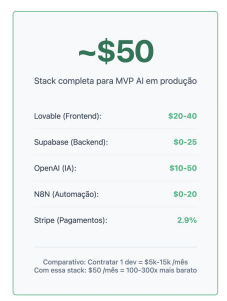 ~$50
Stack completa para MVP AI em produção
Lovable (Frontend): $20-40
Supabase (Backend): $0-25
OpenAI (IA): $10-50
N8N (Automação): $0-20
Stripe (Pagamentos): 2.9%
Comparativo: Contratar 1 dev = $5k-15k /mês
Com essa stack: $50 /mês = 100-300x mais barato